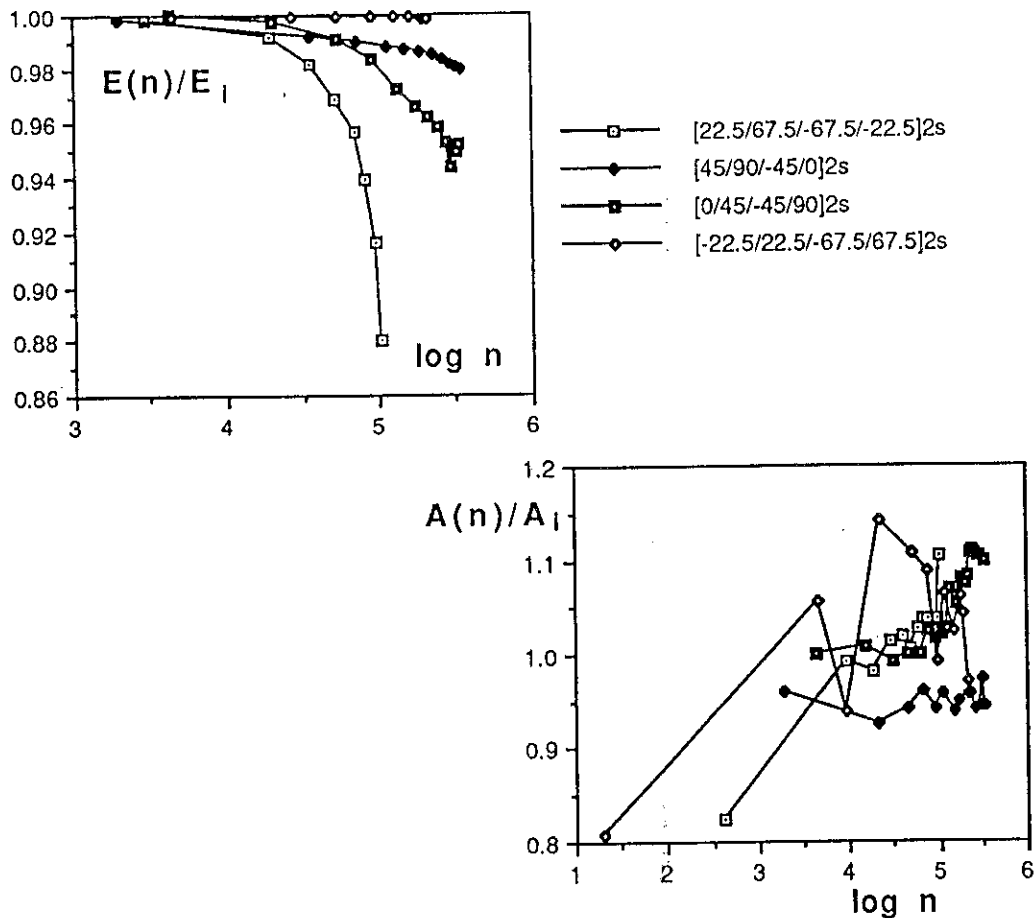 1.00
0.98
E(n)/E i
0.96
0.94
0.92
0.90
0.88
log n
0.86
3 4 5 6
[22.5/67.5/-67.5/-22.5]2s
[45/90/-45/0]2s
[0/45/-45/90]2s
[-22.5/22.5/-67.5/67.5]2s
1.2
A(n)/A i
1.1
1.0
0.9
0.8
1 2 3 4 5 6
log n